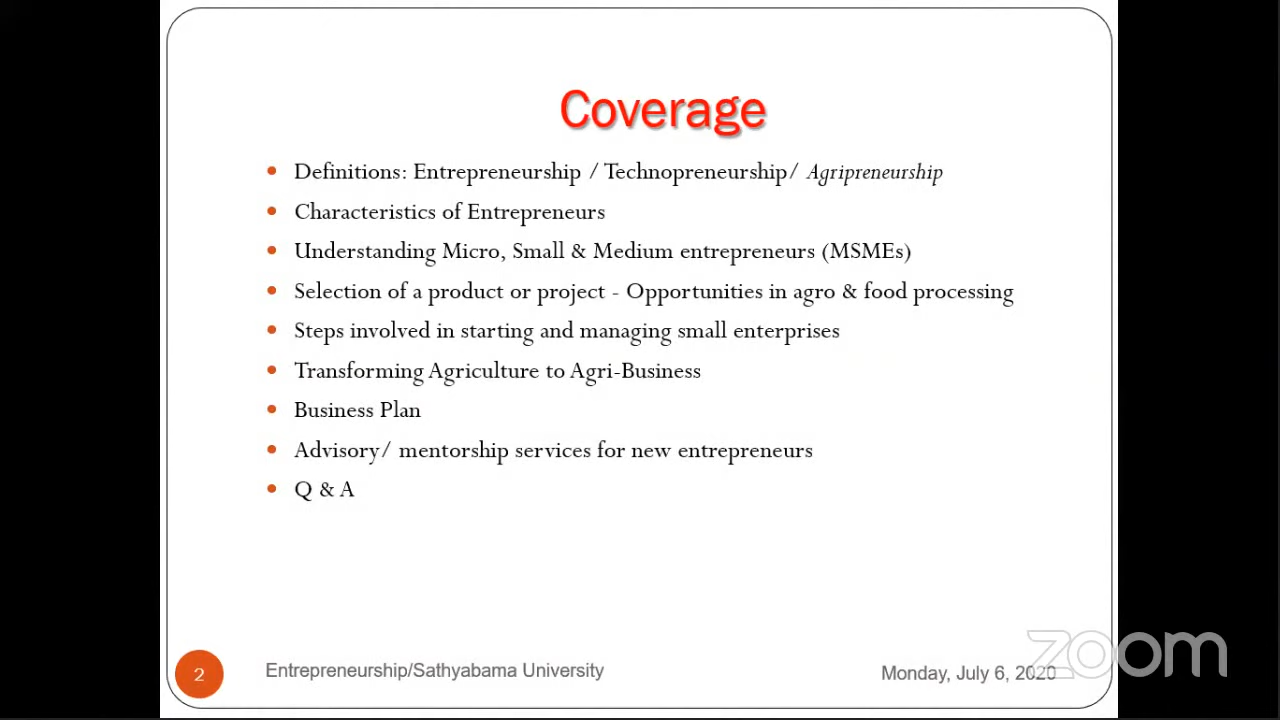 Coverage
• Definitions: Entrepreneurship / Technopreneurship/ Agripreneurship
• Characteristics of Entrepreneurs
• Understanding Micro, Small & Medium entrepreneurs (MSMEs)
• Selection of a product or project - Opportunities in agro & food processing
• Steps involved in starting and managing small enterprises
• Transforming Agriculture to Agri-Business
• Business Plan
• Advisory/ mentorship services for new entrepreneurs
• Q & A
2
Entrepreneurship/Sathyabama University
Monday, July 6, 2020
zoom